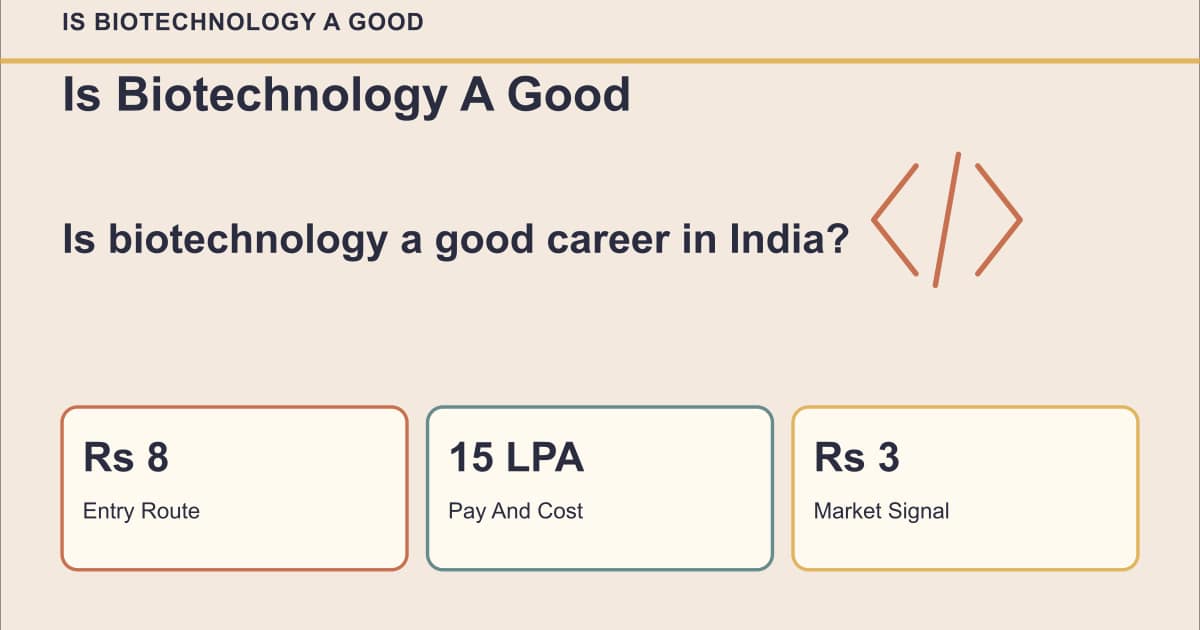 IS BIOTECHNOLOGY A GOOD
Is Biotechnology A Good
Is biotechnology a good career in India?
Rs 8
Entry Route
15 LPA
Pay And Cost
Rs 3
Market Signal